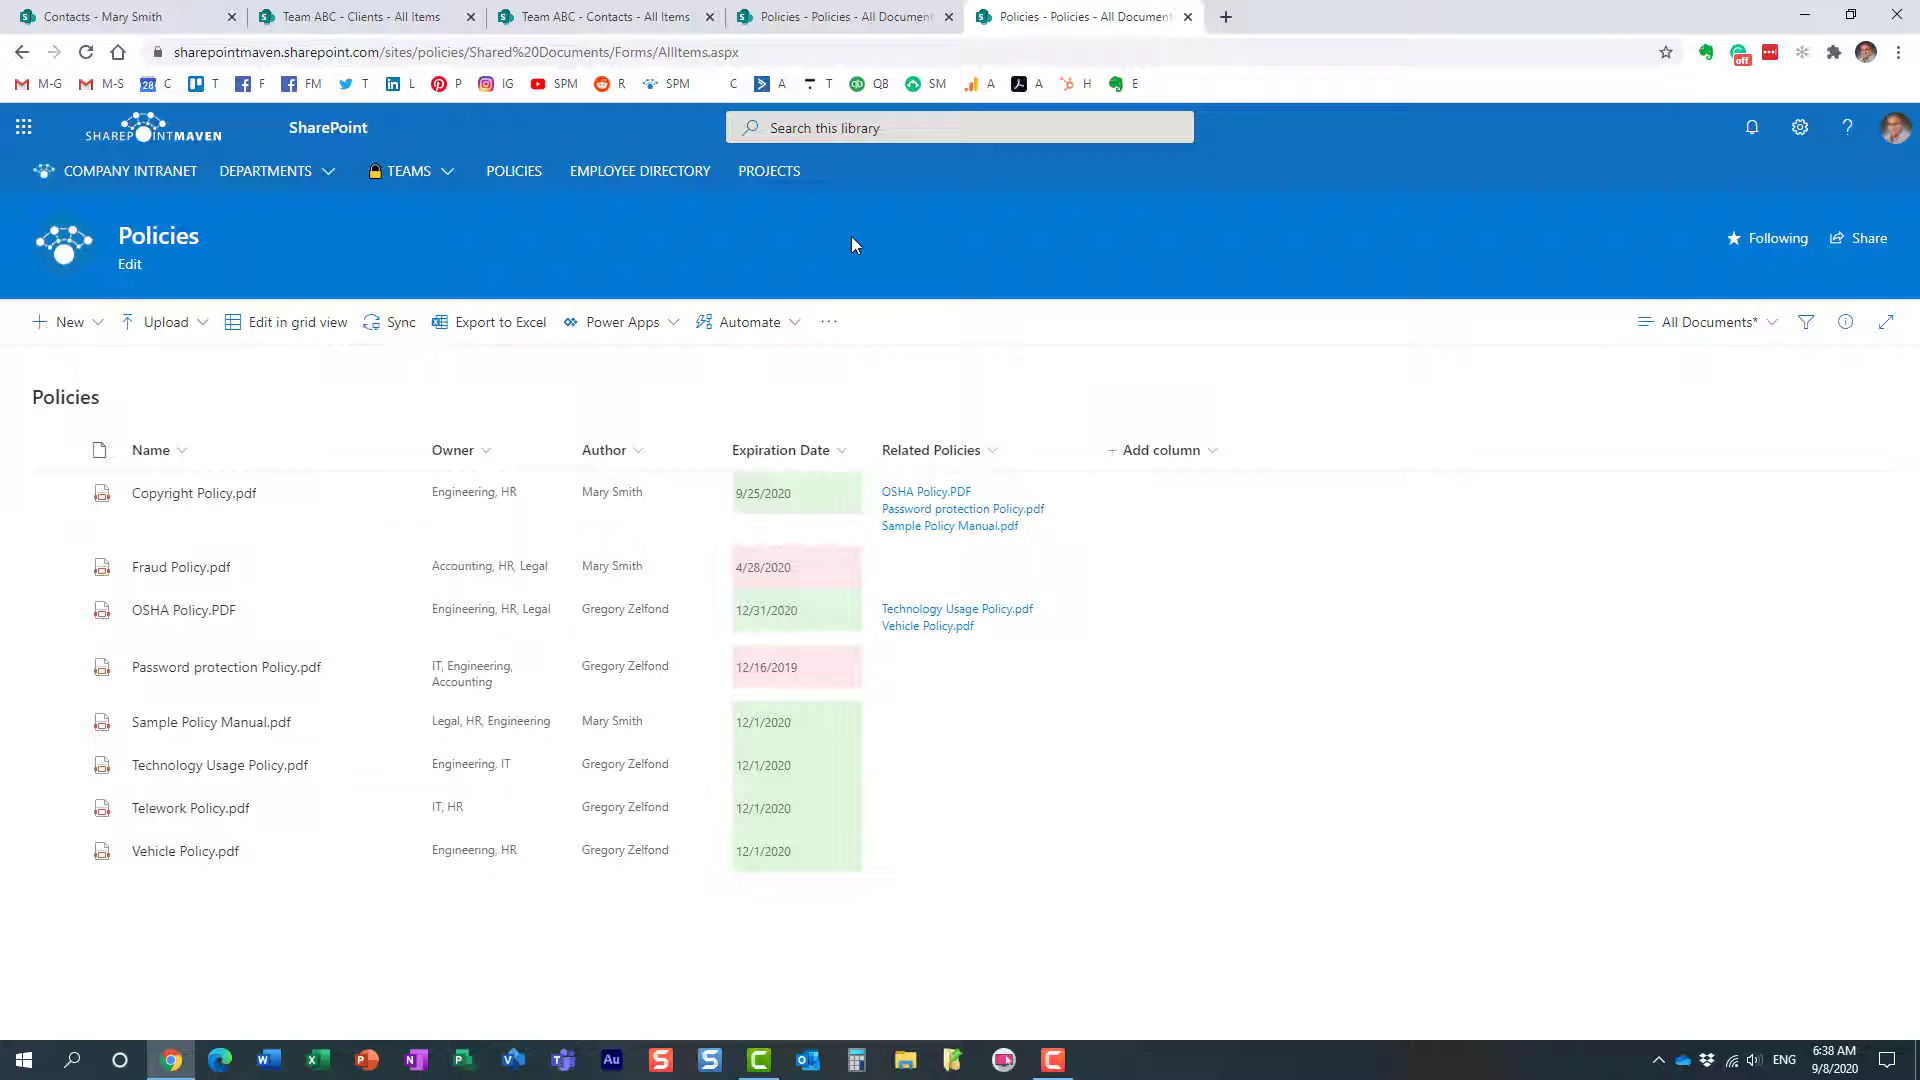 Contacts - Mary Smith
Team ABC - Clients - All Items
Team ABC - Contacts - All Items
Policies - Policies - All Document
Policies - Policies - All Document
sharepointmaven.sharepoint.com/sites/policies/Shared%20Documents/Forms/AllItems.aspx
off
M-G
M-S
28
C
T
F
FM
T
L
P
IG
SPM
R
SPM
C
A
T
QB
SM
A
A
H
E
SHAREPOINTMAVEN
SharePoint
Search this library
COMPANY INTRANET
DEPARTMENTS
TEAMS
POLICIES
EMPLOYEE DIRECTORY
PROJECTS
Policies
Edit
Following
Share
New
Upload
Edit in grid view
Sync
Export to Excel
Power Apps
Automate
All Documents*
Policies
Name
Owner
Author
Expiration Date
Related Policies
Add column
Copyright Policy.pdf
Engineering, HR
Mary Smith
9/25/2020
OSHA Policy.PDF
Password protection Policy.pdf
Sample Policy Manual.pdf
Fraud Policy.pdf
Accounting, HR, Legal
Mary Smith
4/28/2020
OSHA Policy.PDF
Engineering, HR, Legal
Gregory Zelfond
12/31/2020
Technology Usage Policy.pdf
Vehicle Policy.pdf
Password protection Policy.pdf
IT, Engineering,
Accounting
Gregory Zelfond
12/16/2019
Sample Policy Manual.pdf
Legal, HR, Engineering
Mary Smith
12/1/2020
Technology Usage Policy.pdf
Engineering, IT
Gregory Zelfond
12/1/2020
Telework Policy.pdf
IT, HR
Gregory Zelfond
12/1/2020
Vehicle Policy.pdf
Engineering, HR
Gregory Zelfond
12/1/2020
Au
ENG
6:38 AM
9/8/2020